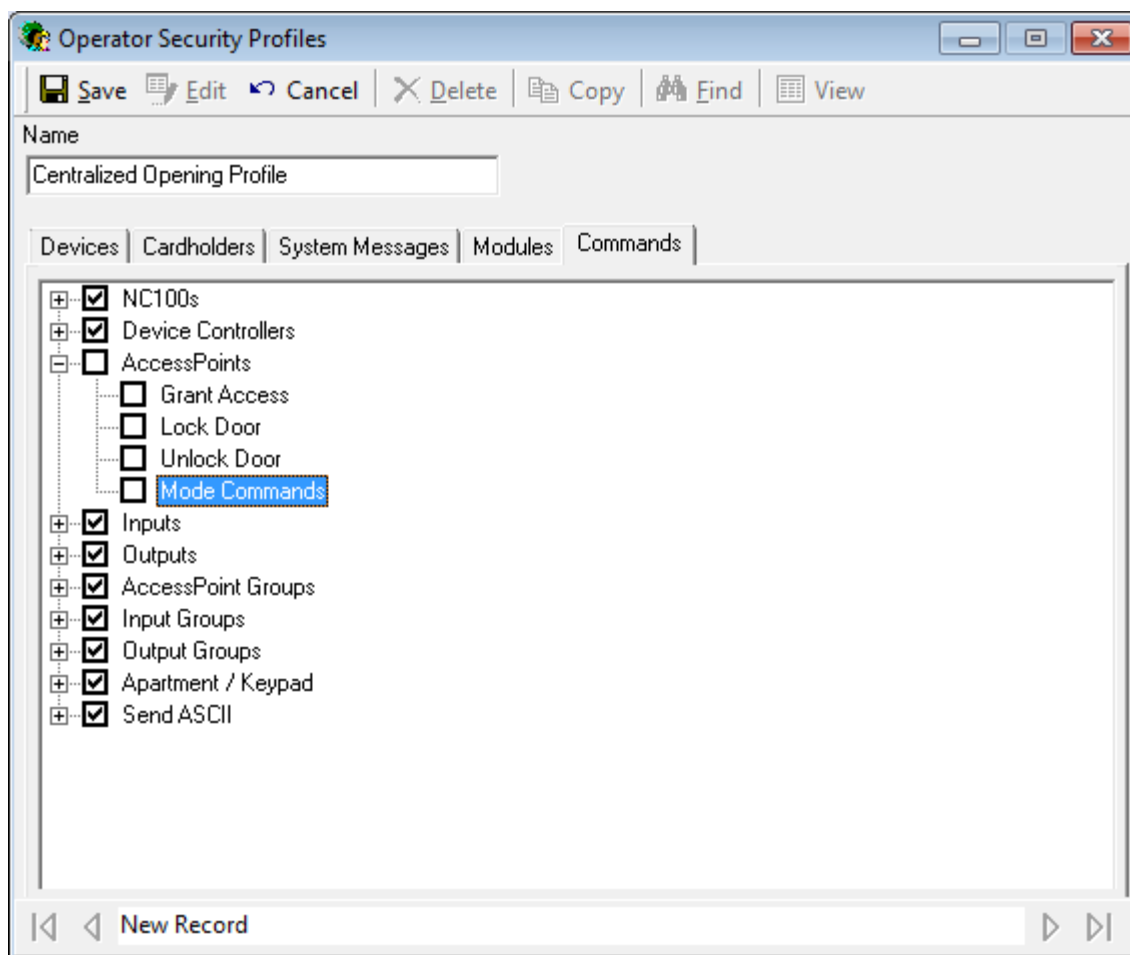 Operator Security Profiles
Save Edit Cancel Delete Copy Find View
Name
Centralized Opening Profile
Devices Cardholders System Messages Modules Commands
NC100s
Device Controllers
AccessPoints
Grant Access
Lock Door
Unlock Door
Mode Commands
Inputs
Outputs
AccessPoint Groups
Input Groups
Output Groups
Apartment / Keypad
Send ASCII
New Record